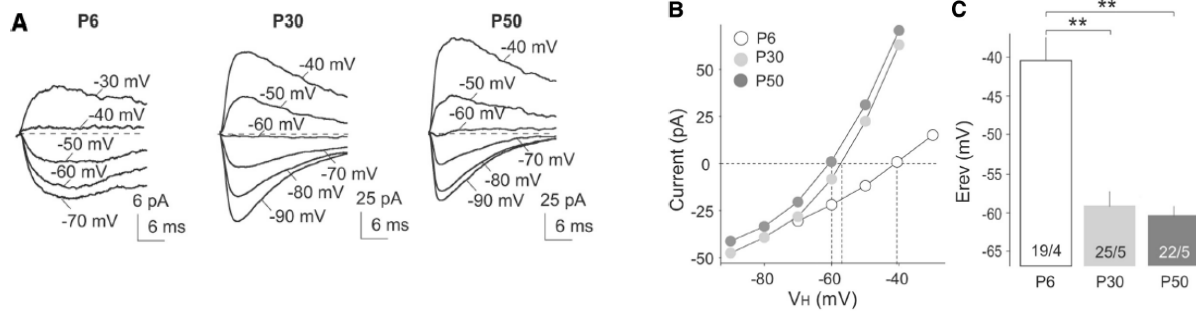 A
P6
P30
P50
-30 mV
-40 mV
-50 mV
-60 mV
-70 mV
6 pA
6 ms
-40 mV
-50 mV
-60 mV
-70 mV
-80 mV
-90 mV
25 pA
6 ms
-40 mV
-50 mV
-60 mV
-70 mV
-80 mV
-90 mV
25 pA
6 ms
B
P6
P30
P50
Current (pA)
50
25
0
-25
-50
-80
-60
-40
VH (mV)
C
**
**
Erev (mV)
-40
-45
-50
-55
-60
-65
19/4
25/5
22/5
P6
P30
P50